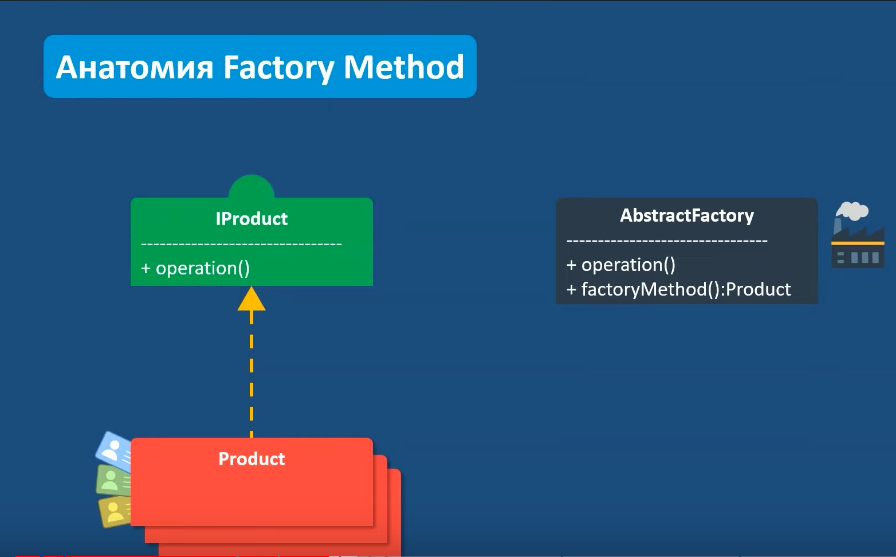 Анатомия Factory Method
IProduct
--------------------------------
+ operation()
AbstractFactory
--------------------------------
+ operation()
+ factoryMethod():Product
Product